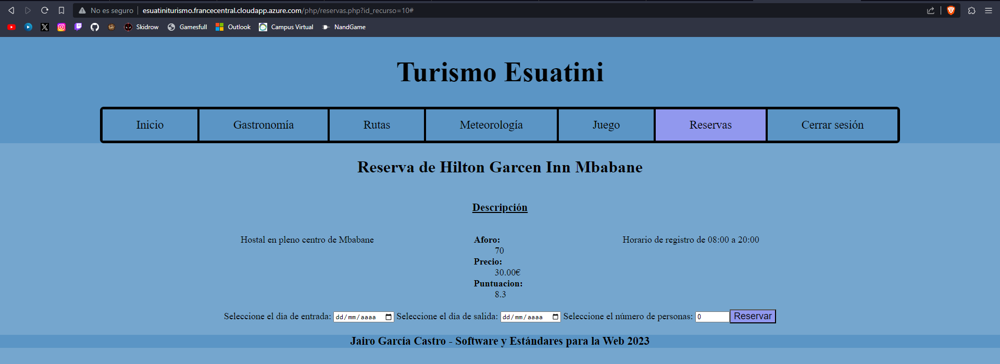 No es seguro esuatiniturismo.francecentral.cloudapp.azure.com/php/reservas.php?id_recurso=10#
Skidrow Gamesfull Outlook Campus Virtual NandGame
Turismo Esuatini
Inicio Gastronomía Rutas Meteorología Juego Reservas Cerrar sesión
Reserva de Hilton Garcen Inn Mbabane
Descripción
Hostal en pleno centro de Mbabane
Aforo:
70
Precio:
30.00€
Puntuacion:
8.3
Horario de registro de 08:00 a 20:00
Seleccione el día de entrada: dd/mm/aaaa Seleccione el día de salida: dd/mm/aaaa Seleccione el número de personas: 0 Reservar
Jairo García Castro - Software y Estándares para la Web 2023